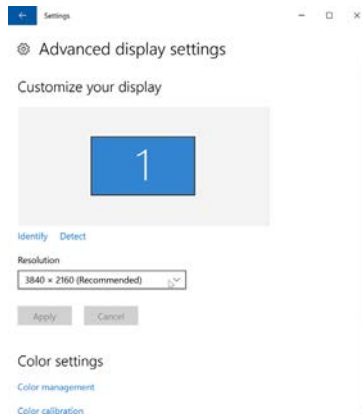 Settings
Advanced display settings
Customize your display
1
Identify Detect
Resolution
3840 × 2160 (Recommended)
Apply Cancel
Color settings
Color management
Color calibration